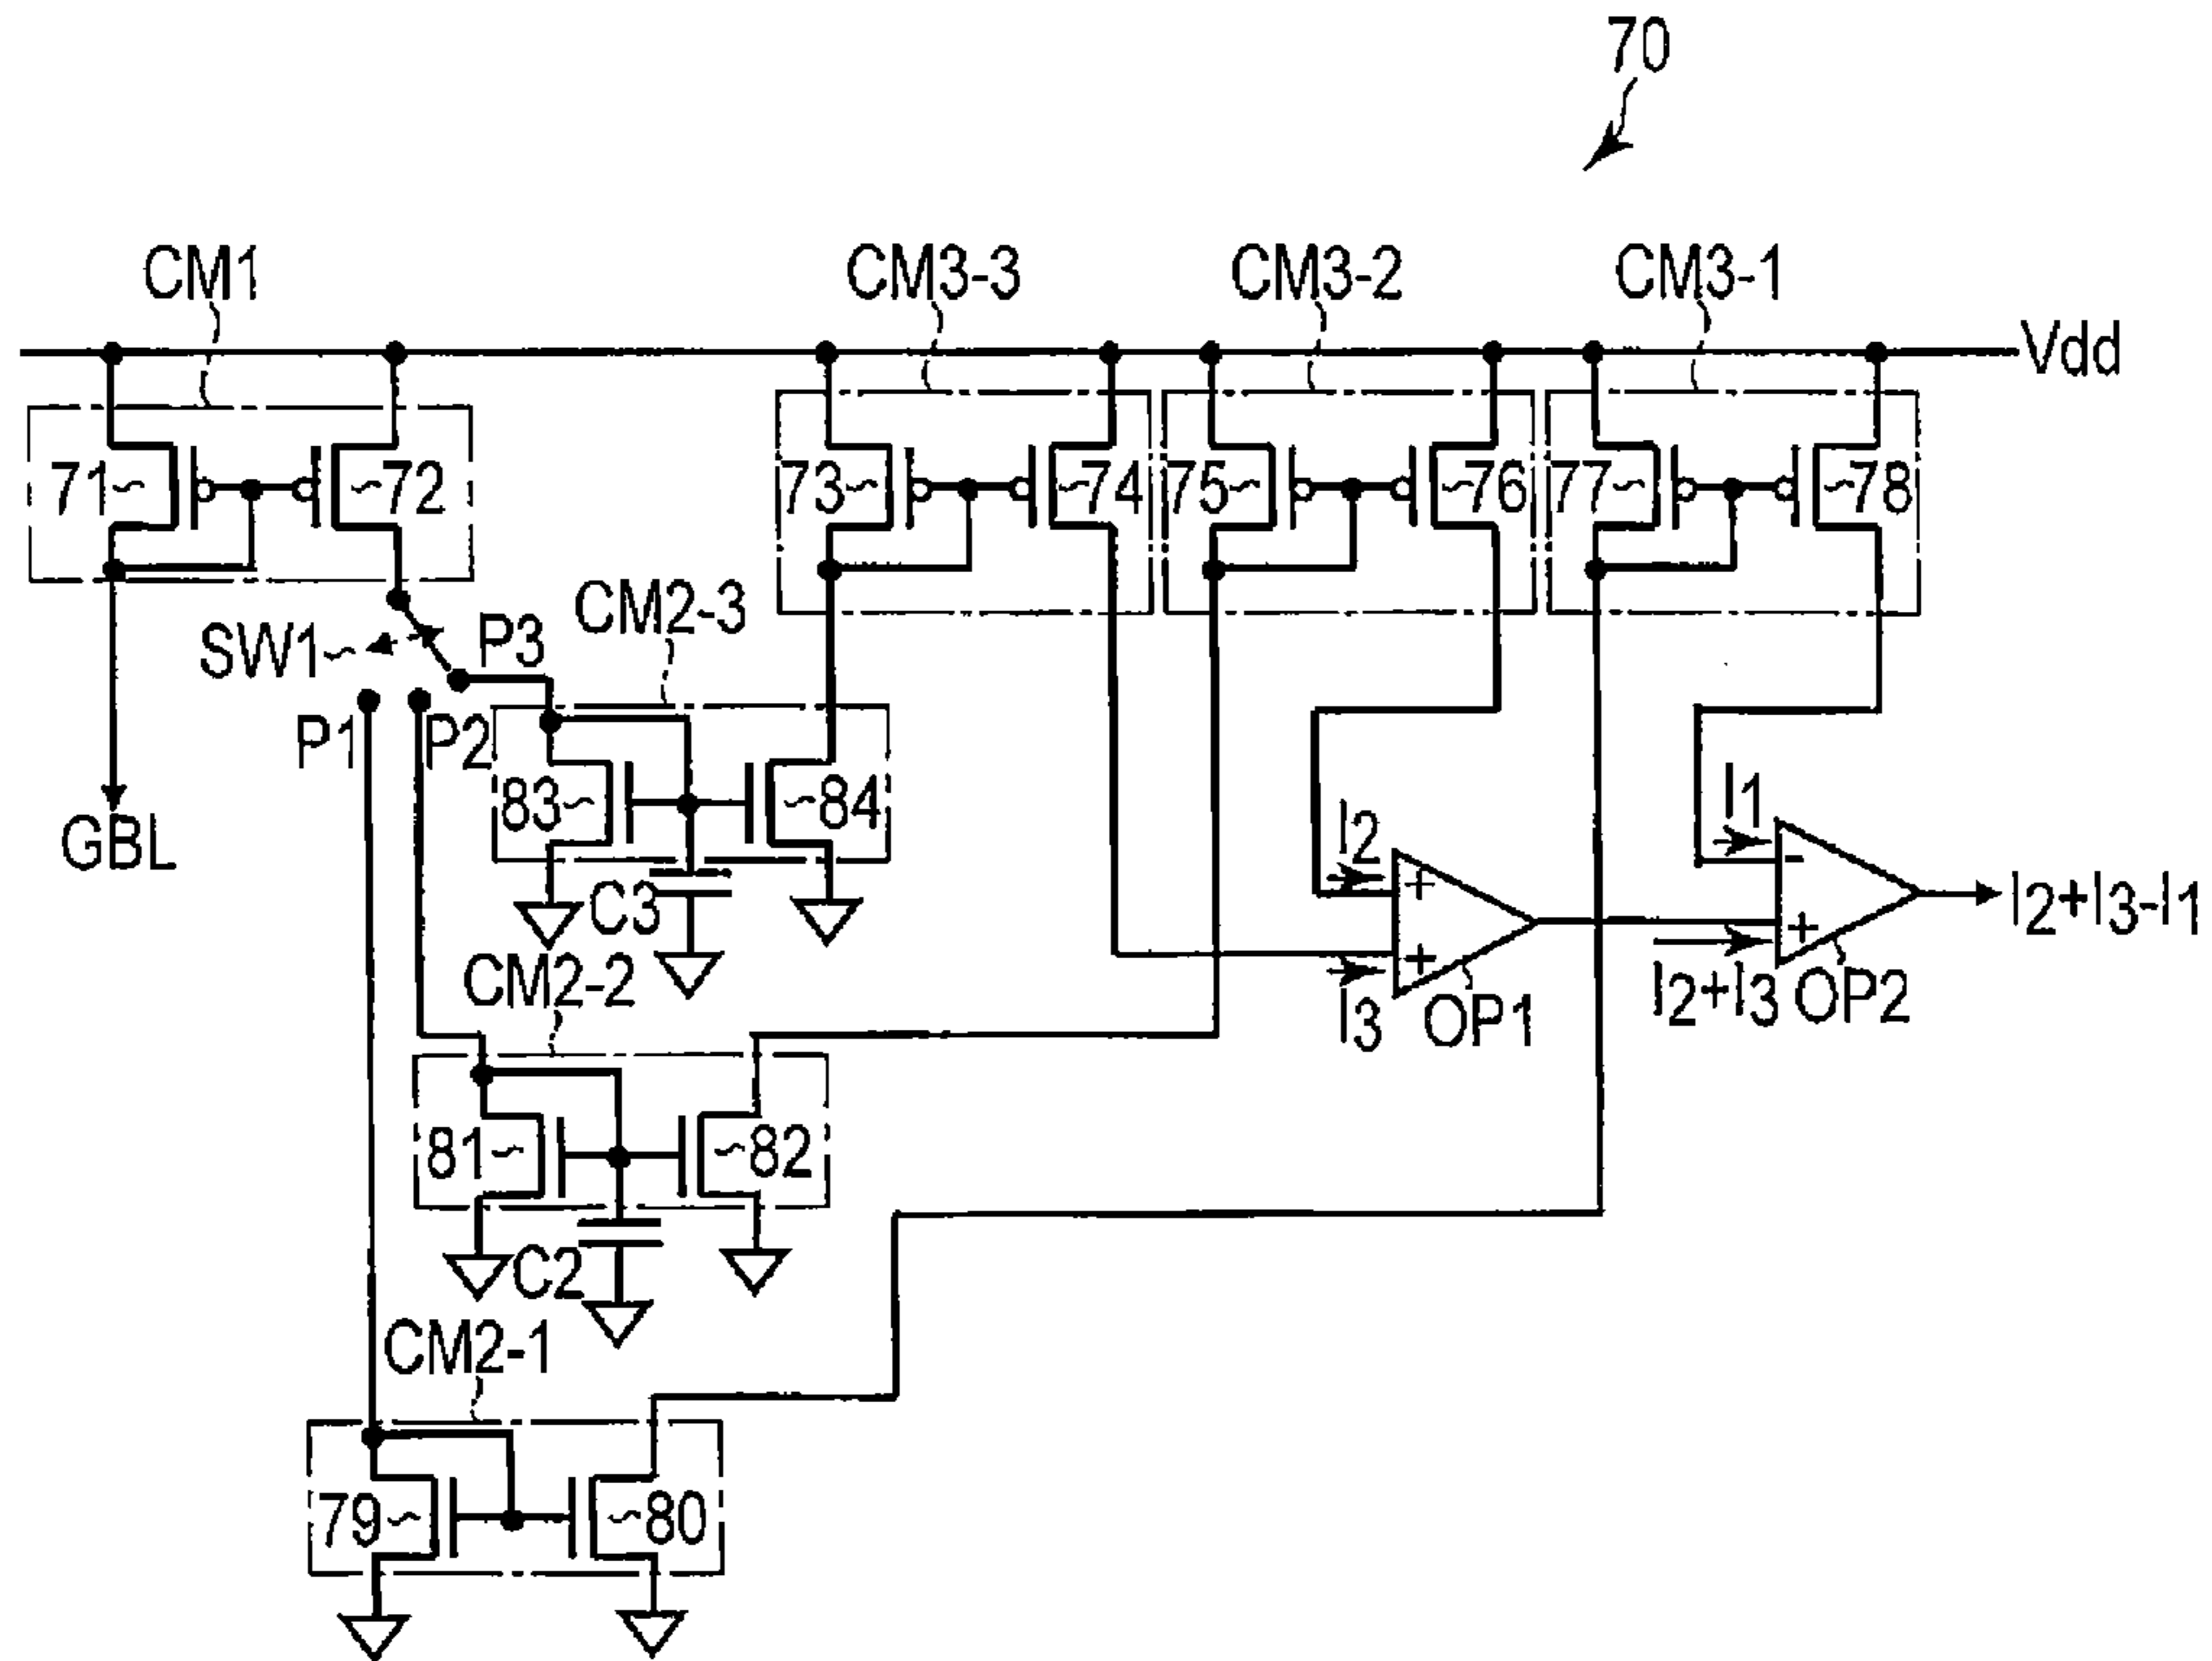 70
CM1
CM3-3
CM3-2
CM3-1
Vdd
71
72
73
74
75
76
77
78
CM2-3
SW1
P3
P1
P2
83
84
GBL
C3
I2
I1
I2+I3-I1
CM2-2
I3
OP1
I2+I3
OP2
81
82
C2
CM2-1
79
80